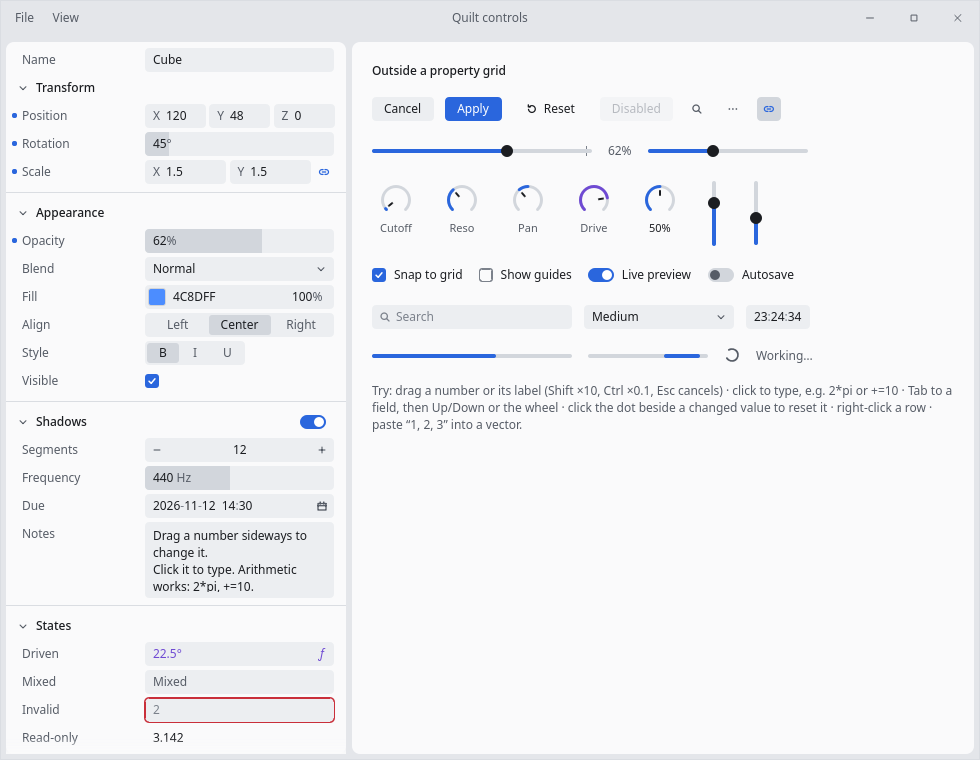 File View Quilt controls
Name Cube
Transform
Position X 120 Y 48 Z 0
Rotation 45°
Scale X 1.5 Y 1.5
Appearance
Opacity 62%
Blend Normal
Fill 4C8DFF 100%
Align Left Center Right
Style B I U
Visible
Shadows
Segments − 12 +
Frequency 440 Hz
Due 2026-11-12 14:30
Notes Drag a number sideways to
change it.
Click it to type. Arithmetic
works: 2*pi, +=10.
States
Driven 22.5° ƒ
Mixed Mixed
Invalid 2
Read-only 3.142
Outside a property grid
Cancel Apply Reset Disabled
62%
Cutoff Reso Pan Drive 50%
Snap to grid Show guides Live preview Autosave
Search Medium 23:24:34
Working...
Try: drag a number or its label (Shift ×10, Ctrl ×0.1, Esc cancels) · click to type, e.g. 2*pi or +=10 · Tab to a
field, then Up/Down or the wheel · click the dot beside a changed value to reset it · right-click a row ·
paste “1, 2, 3” into a vector.